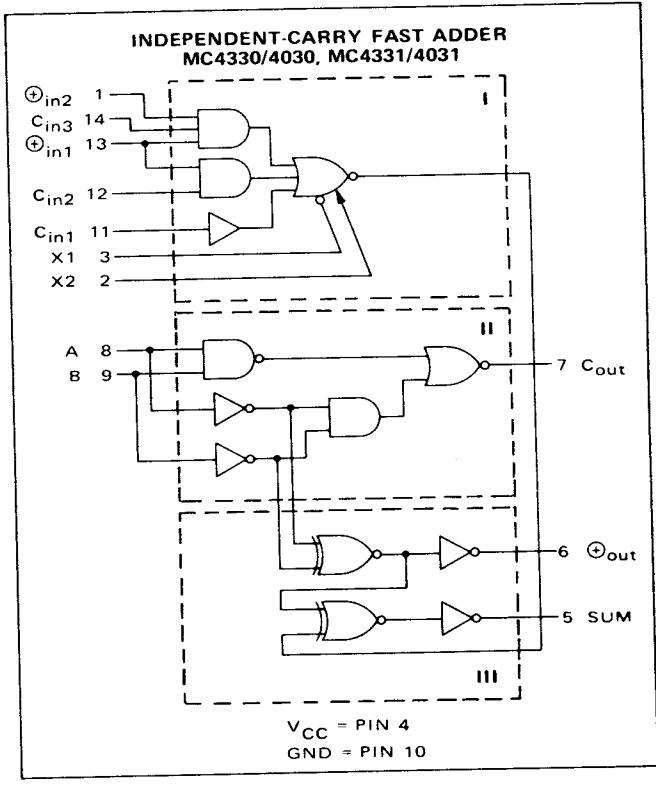 INDEPENDENT-CARRY FAST ADDER
MC4330/4030, MC4331/4031
⊕in2 1
Cin3 14
⊕in1 13
Cin2 12
Cin1 11
X1 3
X2 2
I
A 8
B 9
II
7 Cout
6 ⊕out
5 SUM
III
VCC = PIN 4
GND = PIN 10